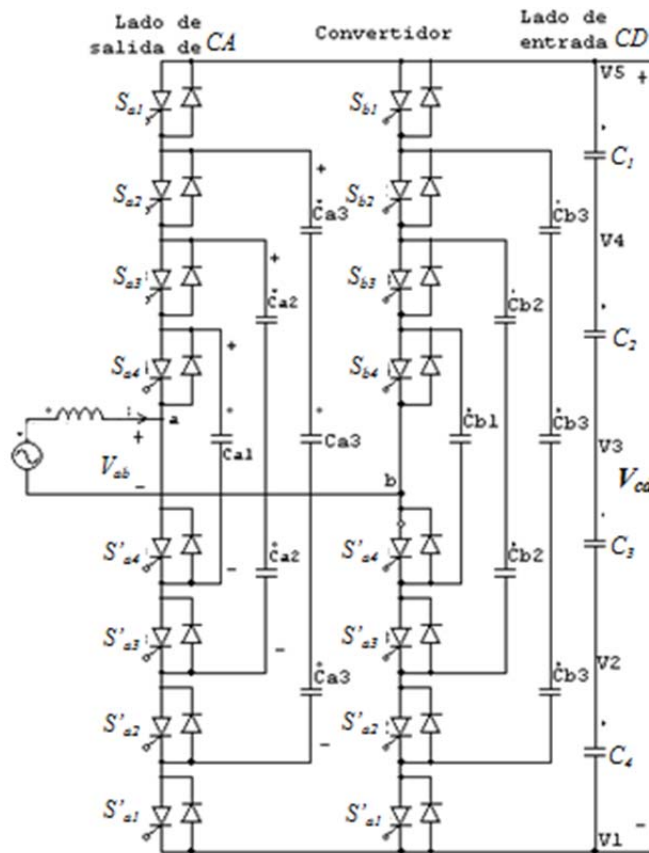 Lado de
salida de CA
Convertidor
Lado de
entrada CD
V5
+
Sa1
Sb1
C1
Sa2
+
Ca3
Sb2
Cb3
V4
Sa3
+
Ca2
Sb3
Cb2
C2
Sa4
+
Sb4
Cb1
+
i
a
+
Ca1
Ca3
Cb3
V3
Vab
b
Vcd
–
S'a4
–
Ca2
S'a4
Cb2
C3
S'a3
–
S'a3
V2
Ca3
Cb3
S'a2
–
S'a2
C4
S'a1
S'a1
V1
–